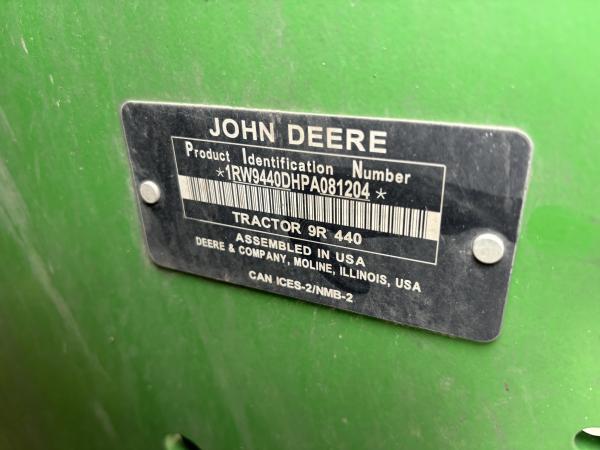 JOHN DEERE
Product Identification Number
*1RW9440DHPA081204*
TRACTOR 9R 440
ASSEMBLED IN USA
DEERE & COMPANY, MOLINE, ILLINOIS, USA
CAN ICES-2/NMB-2